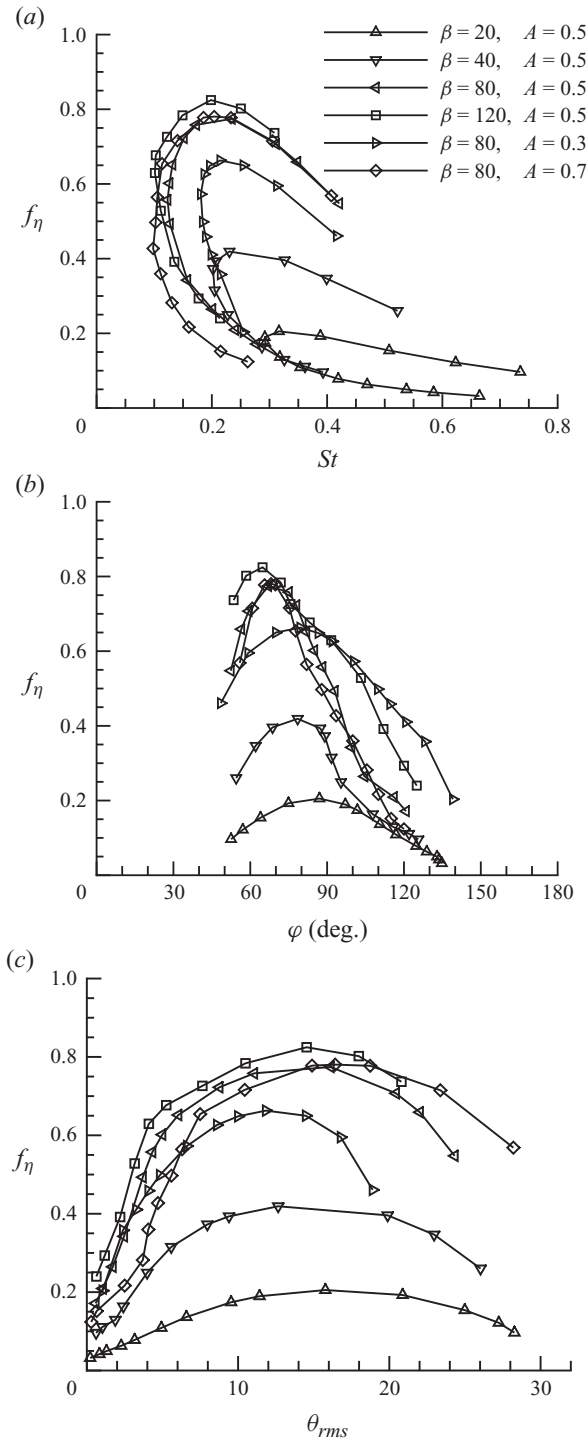 (a)
β = 20, A = 0.5
β = 40, A = 0.5
β = 80, A = 0.5
β = 120, A = 0.5
β = 80, A = 0.3
β = 80, A = 0.7
1.0
0.8
0.6
0.4
0.2
0
0.2
0.4
0.6
0.8
fη
St
(b)
1.0
0.8
0.6
0.4
0.2
0
30
60
90
120
150
180
fη
φ (deg.)
(c)
1.0
0.8
0.6
0.4
0.2
0
10
20
30
fη
θrms